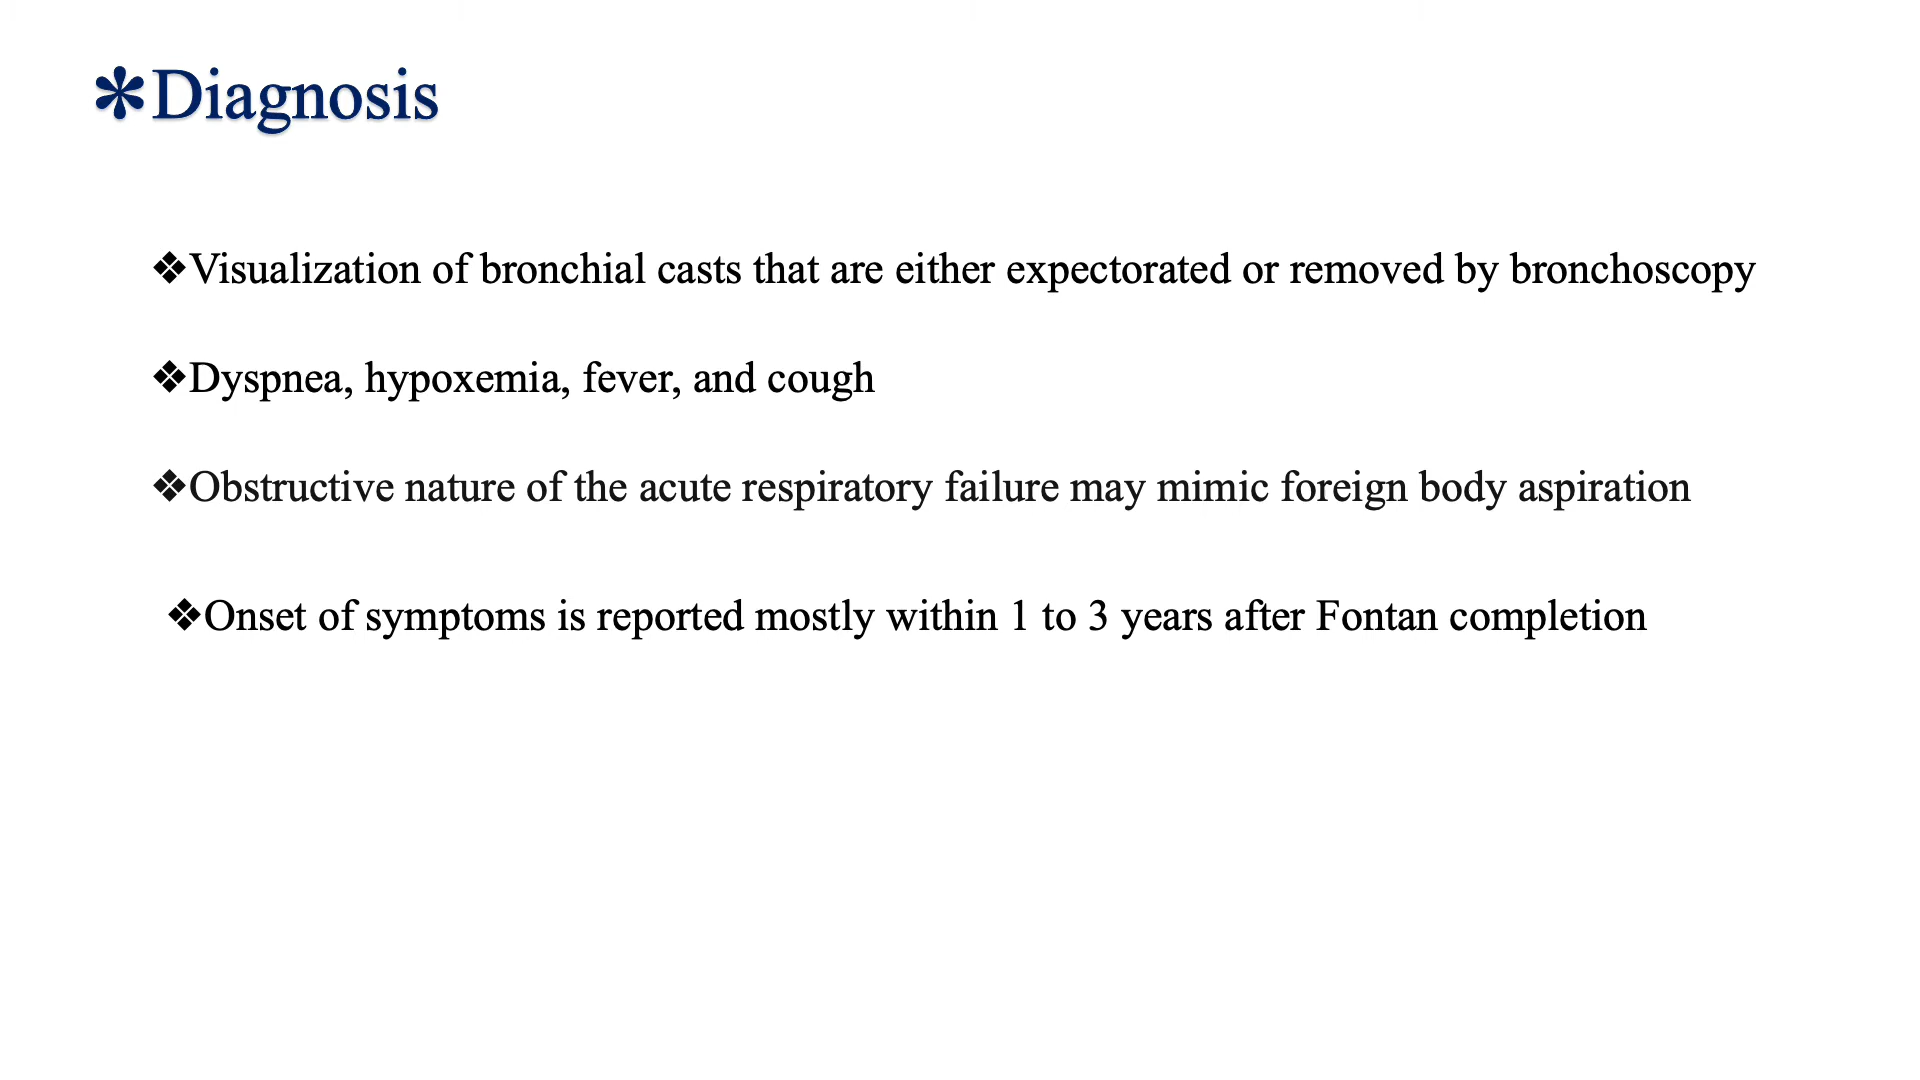 ✻Diagnosis
❖Visualization of bronchial casts that are either expectorated or removed by bronchoscopy
❖Dyspnea, hypoxemia, fever, and cough
❖Obstructive nature of the acute respiratory failure may mimic foreign body aspiration
❖Onset of symptoms is reported mostly within 1 to 3 years after Fontan completion